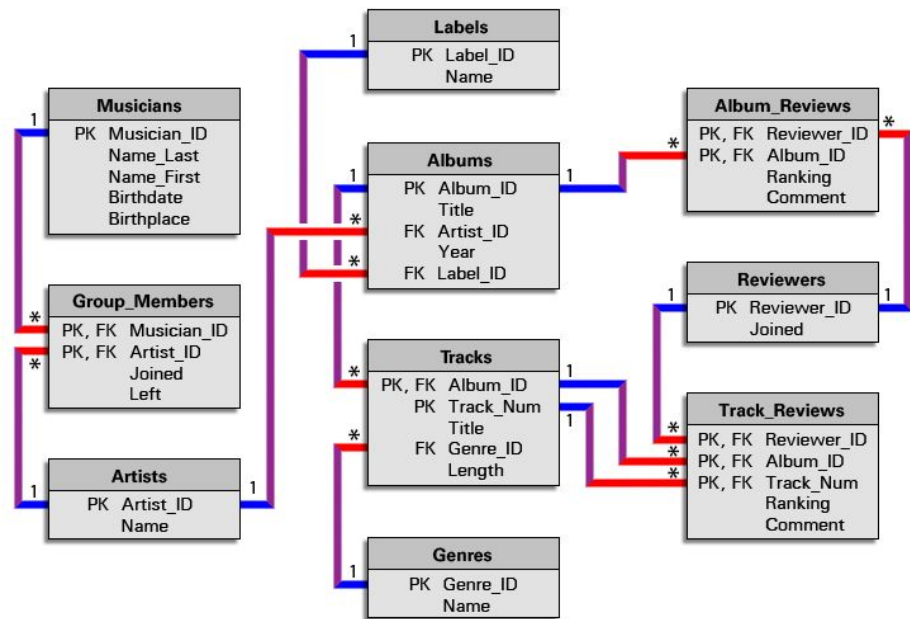 Labels
PK Label_ID
Name
Musicians
PK Musician_ID
Name_Last
Name_First
Birthdate
Birthplace
Group_Members
PK, FK Musician_ID
PK, FK Artist_ID
Joined
Left
Artists
PK Artist_ID
Name
Albums
PK Album_ID
Title
FK Artist_ID
Year
FK Label_ID
Tracks
PK, FK Album_ID
PK Track_Num
Title
FK Genre_ID
Length
Genres
PK Genre_ID
Name
Album_Reviews
PK, FK Reviewer_ID
PK, FK Album_ID
Ranking
Comment
Reviewers
PK Reviewer_ID
Joined
Track_Reviews
PK, FK Reviewer_ID
PK, FK Album_ID
PK, FK Track_Num
Ranking
Comment
1
1
*
*
1
1
1
*
*
*
*
1
1
1
1
*
*
1
1
*
*
*